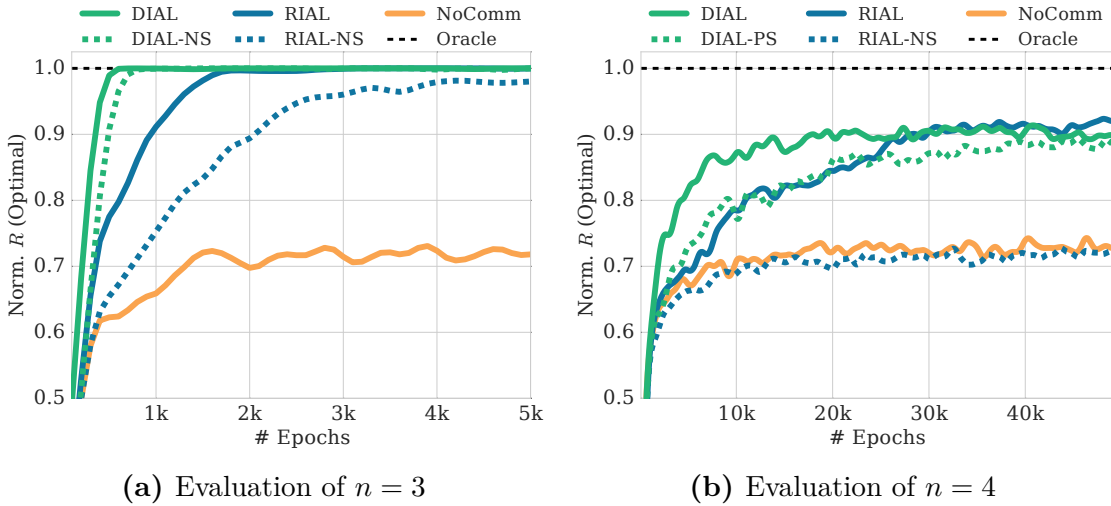 DIAL RIAL NoComm
DIAL-NS RIAL-NS Oracle
1.0
0.9
0.8
0.7
0.6
0.5
Norm. R (Optimal)
1k 2k 3k 4k 5k
# Epochs
(a) Evaluation of n = 3
DIAL RIAL NoComm
DIAL-PS RIAL-NS Oracle
1.0
0.9
0.8
0.7
0.6
0.5
Norm. R (Optimal)
10k 20k 30k 40k
# Epochs
(b) Evaluation of n = 4